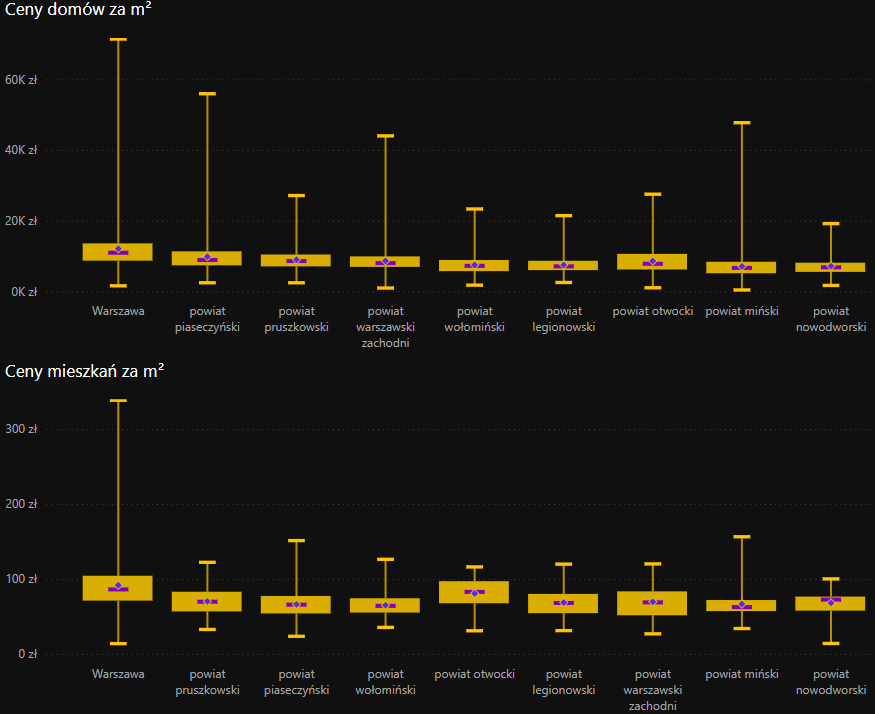 Ceny domów za m²
60K zł
40K zł
20K zł
0K zł
Warszawa
powiat piaseczyński
powiat pruszkowski
powiat warszawski zachodni
powiat wołomiński
powiat legionowski
powiat otwocki
powiat miński
powiat nowodworski
Ceny mieszkań za m²
300 zł
200 zł
100 zł
0 zł
Warszawa
powiat pruszkowski
powiat piaseczyński
powiat wołomiński
powiat otwocki
powiat legionowski
powiat warszawski zachodni
powiat miński
powiat nowodworski